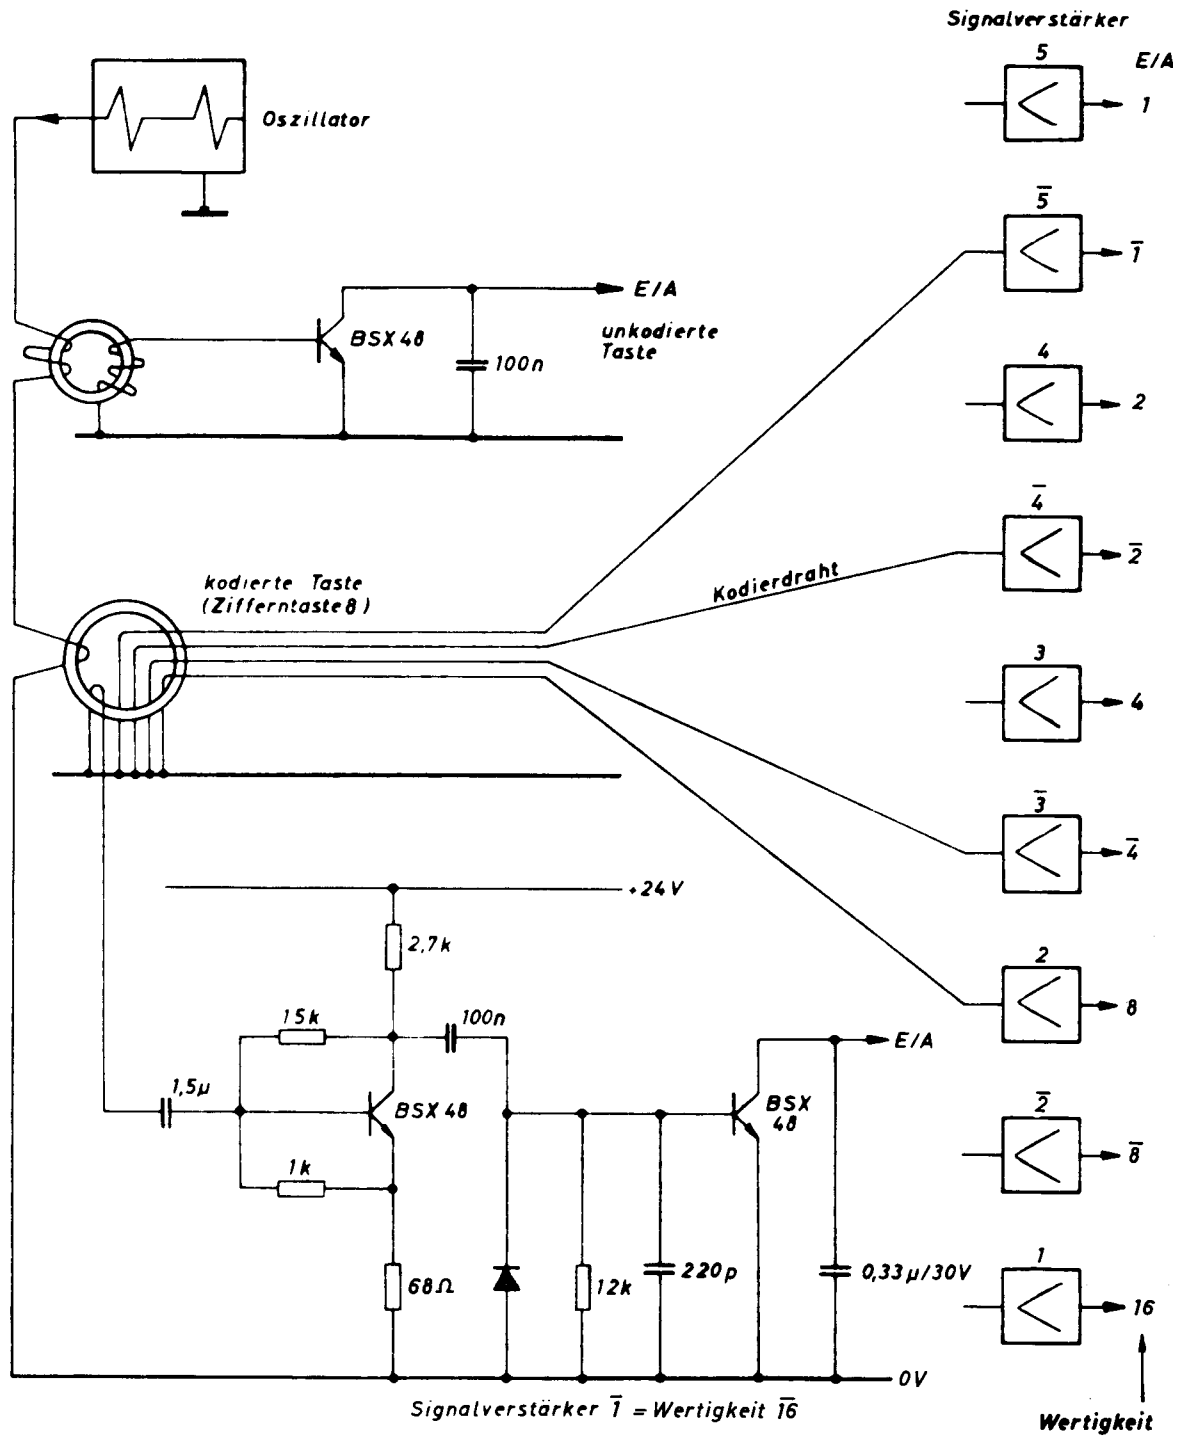 Signalverstärker
5
E/A
1
Oszillator
5̅
1̅
E/A
BSX 48
unkodierte
Taste
100n
4
2
4̅
2̅
kodierte Taste
(Zifferntaste 8)
Kodierdraht
3
4
3̅
4̅
+24V
2,7k
2
8
15k
100n
E/A
1,5µ
BSX 48
BSX
48
2̅
8̅
1k
1
68Ω
12k
220p
0,33µ/30V
16
0V
Signalverstärker 1̅ = Wertigkeit 1̅6̅
Wertigkeit